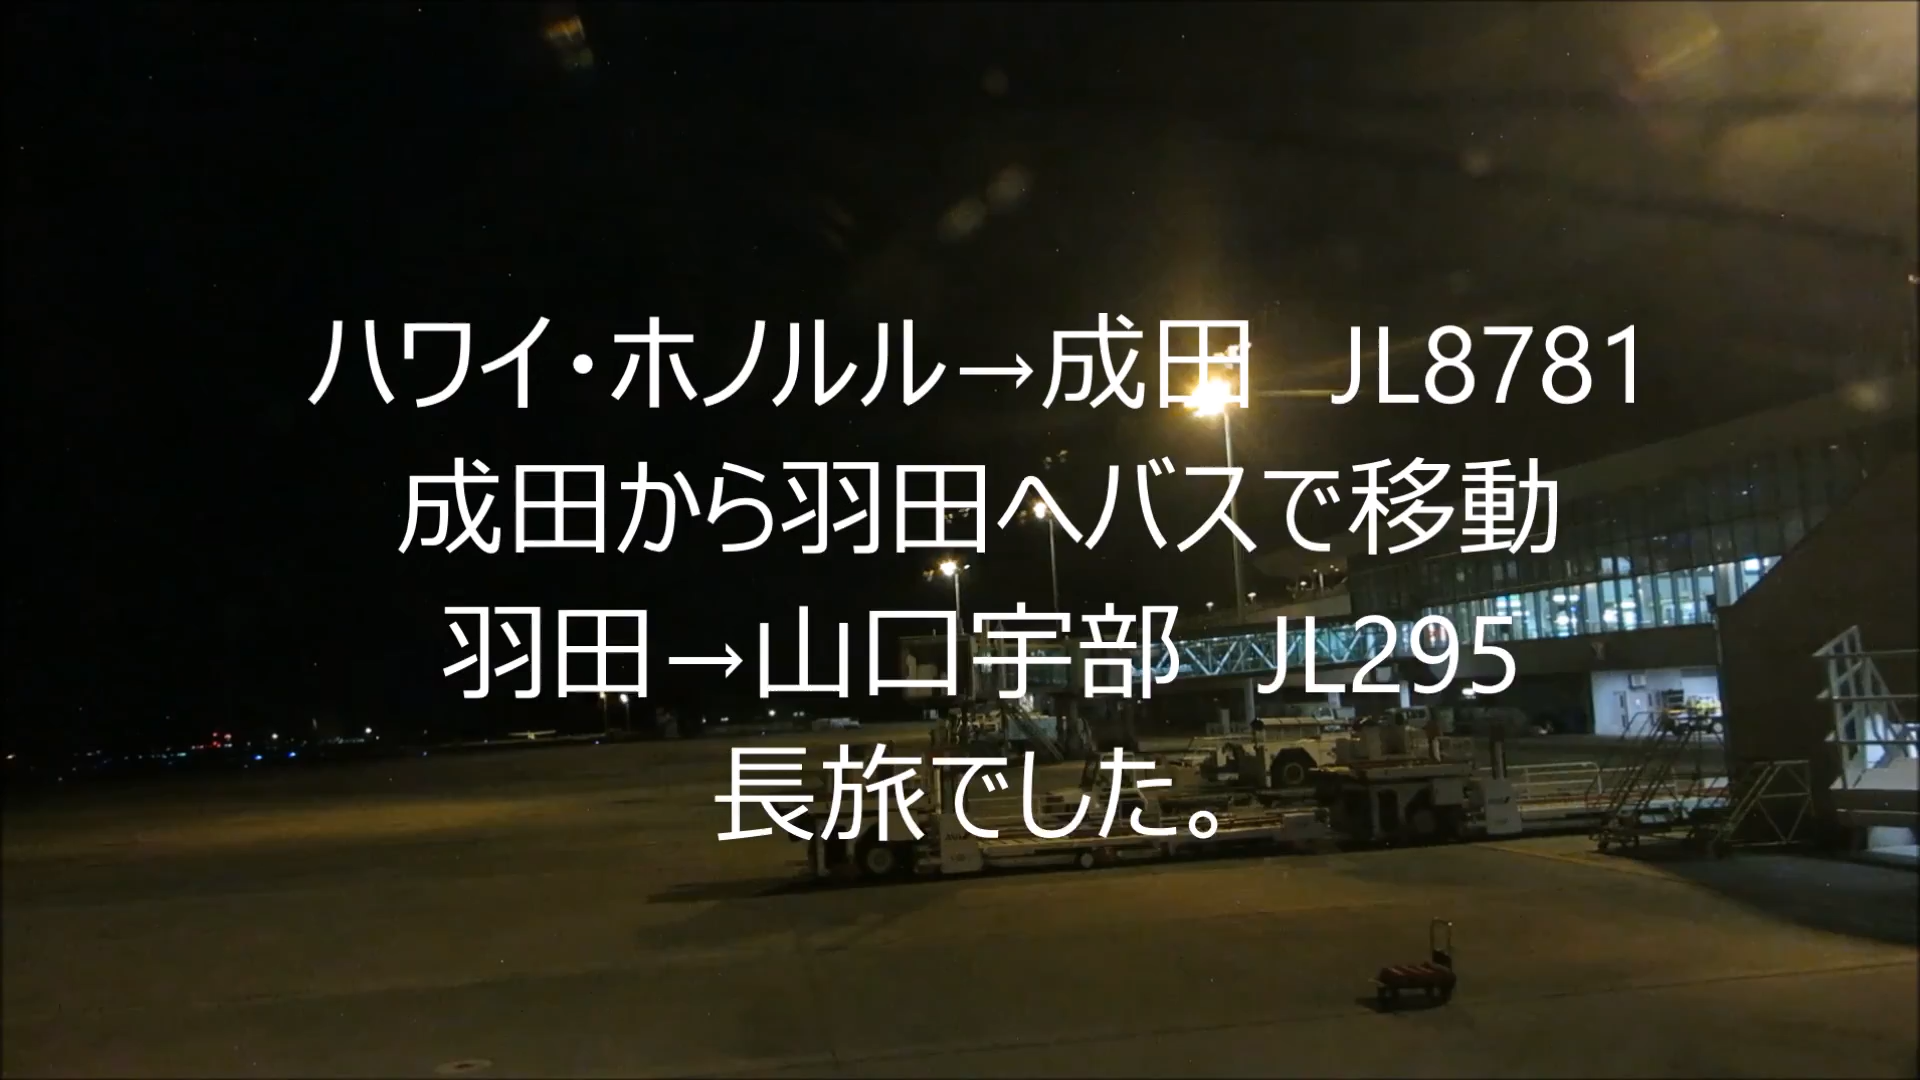 ハワイ・ホノルル→成田　JL8781
成田から羽田へバスで移動
羽田→山口宇部　JL295
長旅でした。